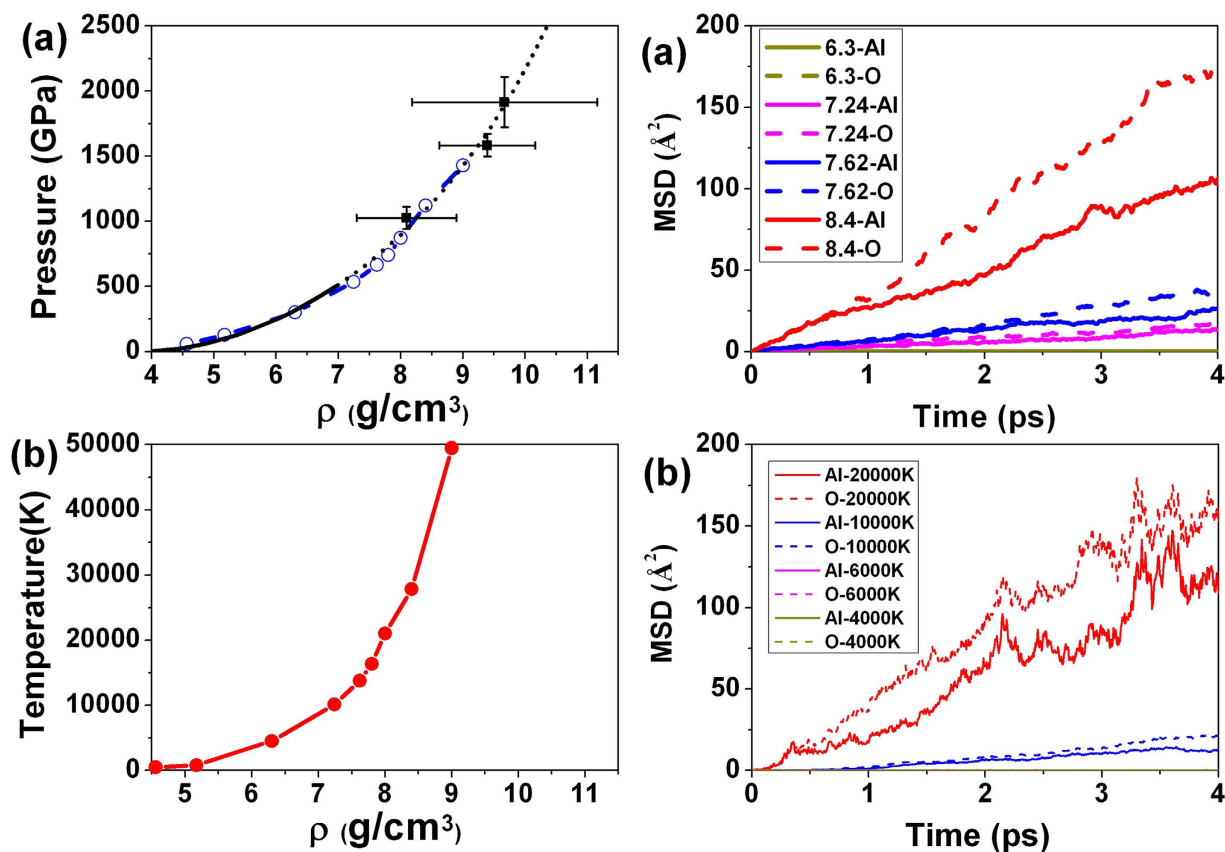 (a)
Pressure (GPa)
2500
2000
1500
1000
500
0
4 5 6 7 8 9 10 11
ρ (g/cm³)
(a)
MSD (Å²)
200
150
100
50
0
6.3-Al
6.3-O
7.24-Al
7.24-O
7.62-Al
7.62-O
8.4-Al
8.4-O
0 1 2 3 4
Time (ps)
(b)
Temperature(K)
50000
40000
30000
20000
10000
0
5 6 7 8 9 10 11
ρ (g/cm³)
(b)
MSD (Å²)
200
150
100
50
0
Al-20000K
O-20000K
Al-10000K
O-10000K
Al-6000K
O-6000K
Al-4000K
O-4000K
0 1 2 3 4
Time (ps)